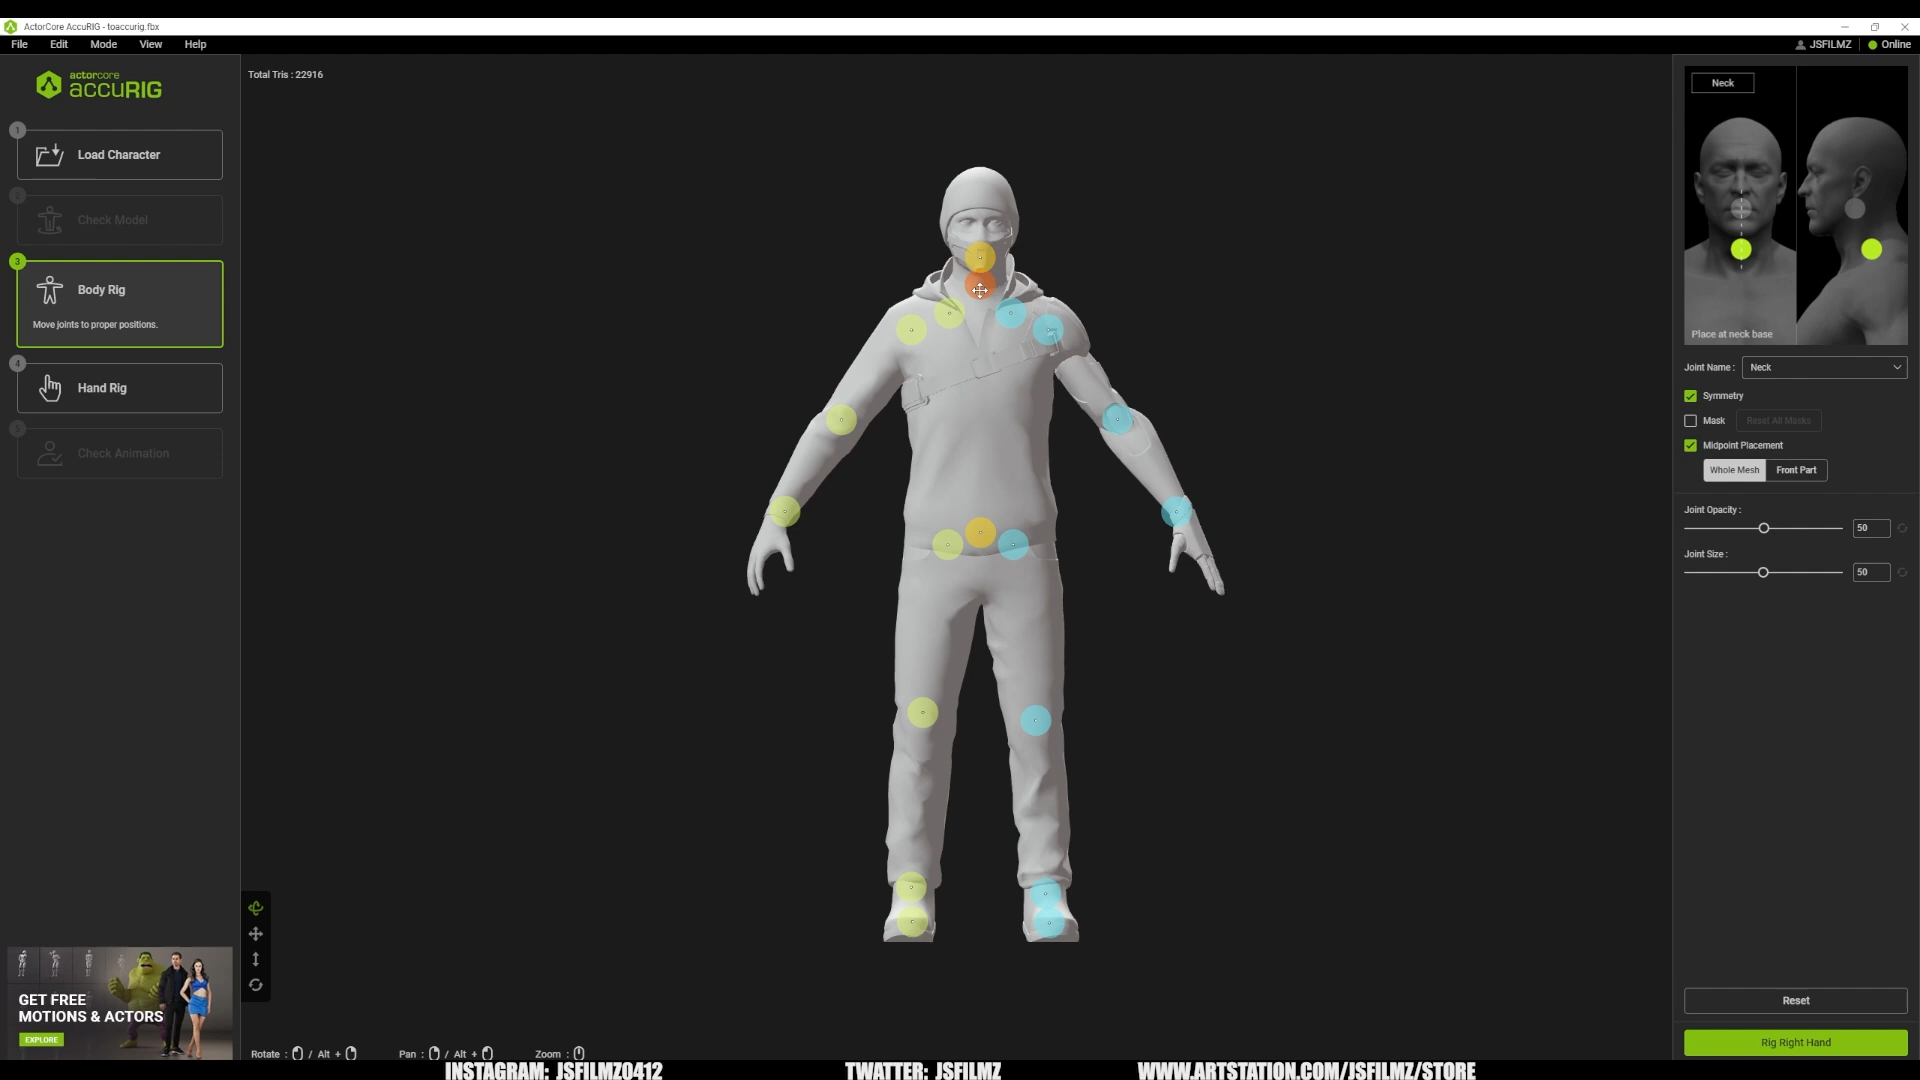 ActorCore AccuRIG - toaccurig.fbx
File Edit Mode View Help
JSFILMZ Online
actorcore
accuRIG
Total Tris : 22916
1
Load Character
2
Check Model
3
Body Rig
Move joints to proper positions.
4
Hand Rig
5
Check Animation
GET FREE
MOTIONS & ACTORS
EXPLORE
Rotate : / Alt + Pan : / Alt + Zoom :
Neck
Place at neck base
Joint Name : Neck
Symmetry
Mask Reset All Masks
Midpoint Placement
Whole Mesh Front Part
Joint Opacity :
50
Joint Size :
50
Reset
Rig Right Hand
INSTAGRAM: JSFILMZ0412 TWATTER: JSFILMZ WWW.ARTSTATION.COM/JSFILMZ/STORE